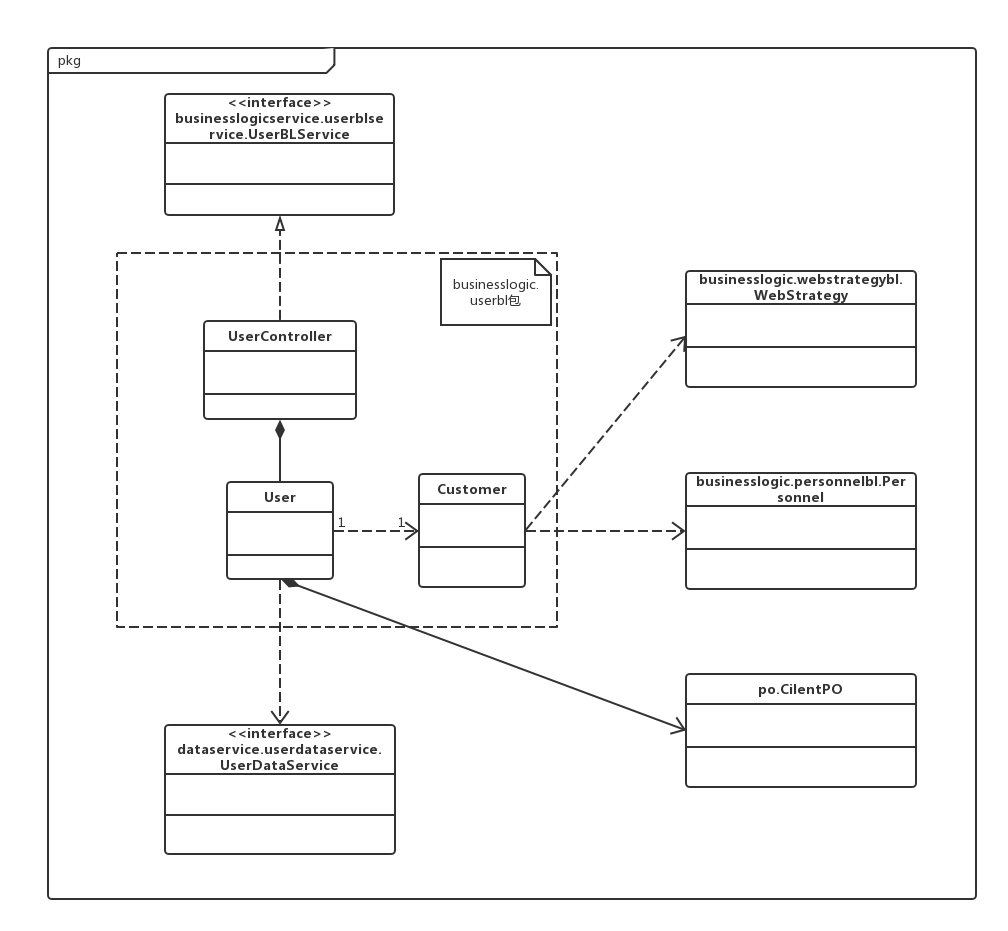 pkg
<<interface>>
businesslogicservice.userblse
rvice.UserBLService
businesslogic.
userbl包
businesslogic.webstrategybl.
WebStrategy
UserController
businesslogic.personnelbl.Per
sonnel
Customer
User
1
1
po.CilentPO
<<interface>>
dataservice.userdataservice.
UserDataService